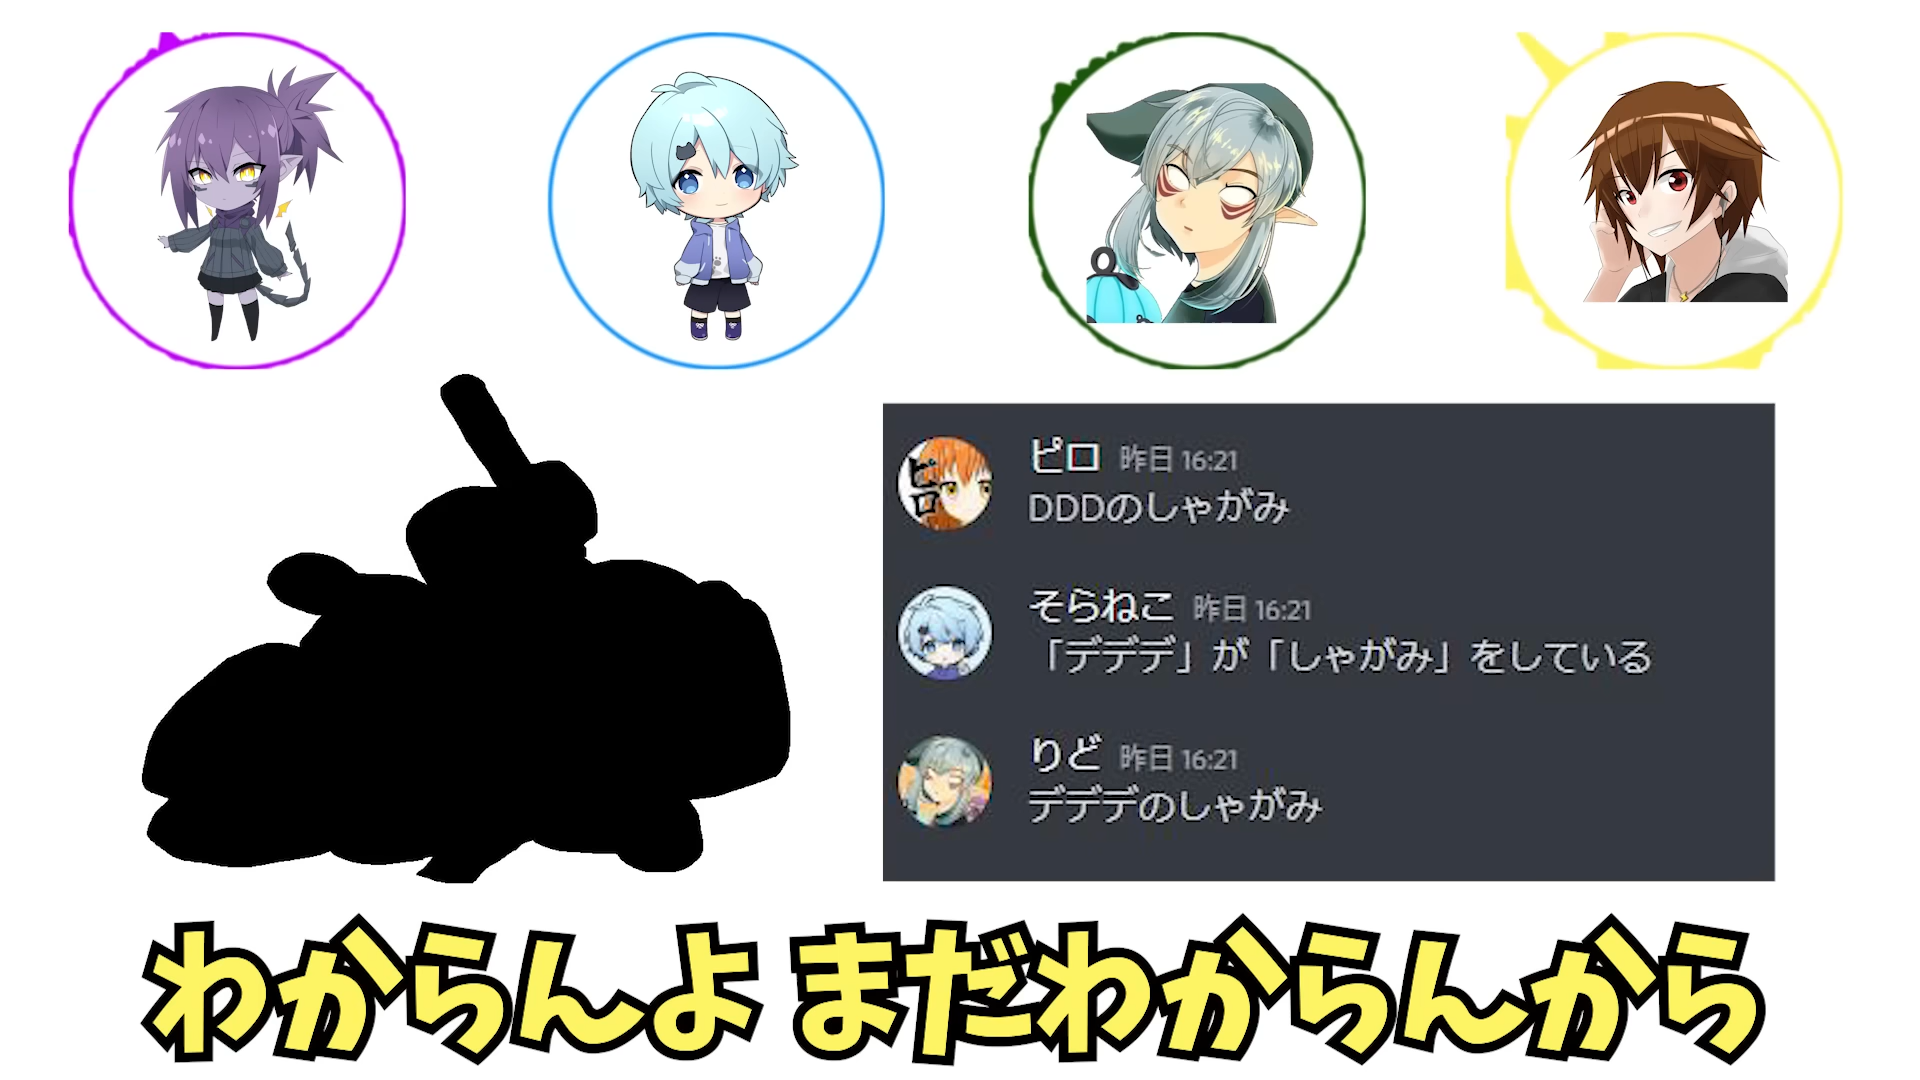 ピロ 昨日 16:21
DDDのしゃがみ
そらねこ 昨日 16:21
「デデデ」が「しゃがみ」をしている
りど 昨日 16:21
デデデのしゃがみ
わからんよ まだわからんから